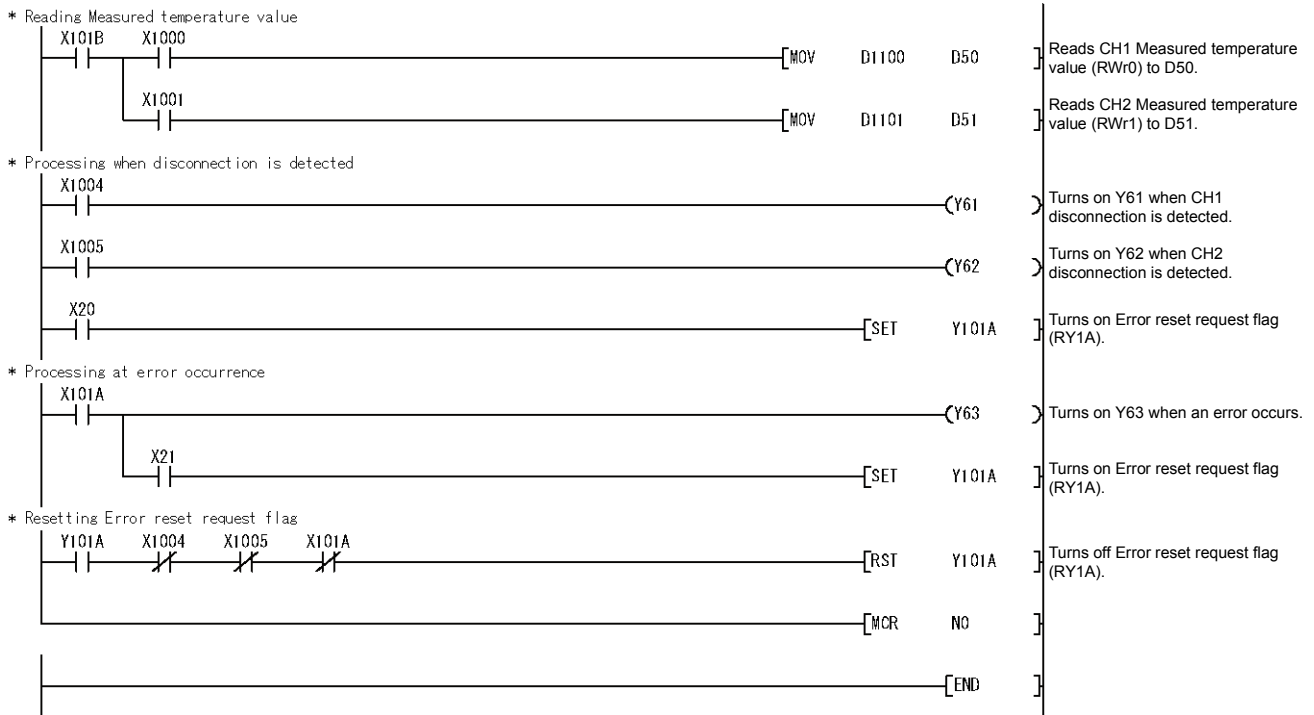 * Reading Measured temperature value
X101B X1000
[MOV D1100 D50 ] Reads CH1 Measured temperature
value (RWr0) to D50.
X1001
[MOV D1101 D51 ] Reads CH2 Measured temperature
value (RWr1) to D51.
* Processing when disconnection is detected
X1004
(Y61 ) Turns on Y61 when CH1
disconnection is detected.
X1005
(Y62 ) Turns on Y62 when CH2
disconnection is detected.
X20
[SET Y101A ] Turns on Error reset request flag
(RY1A).
* Processing at error occurrence
X101A
(Y63 ) Turns on Y63 when an error occurs.
X21
[SET Y101A ] Turns on Error reset request flag
(RY1A).
* Resetting Error reset request flag
Y101A X1004 X1005 X101A
[RST Y101A ] Turns off Error reset request flag
(RY1A).
[MCR N0 ]
[END ]